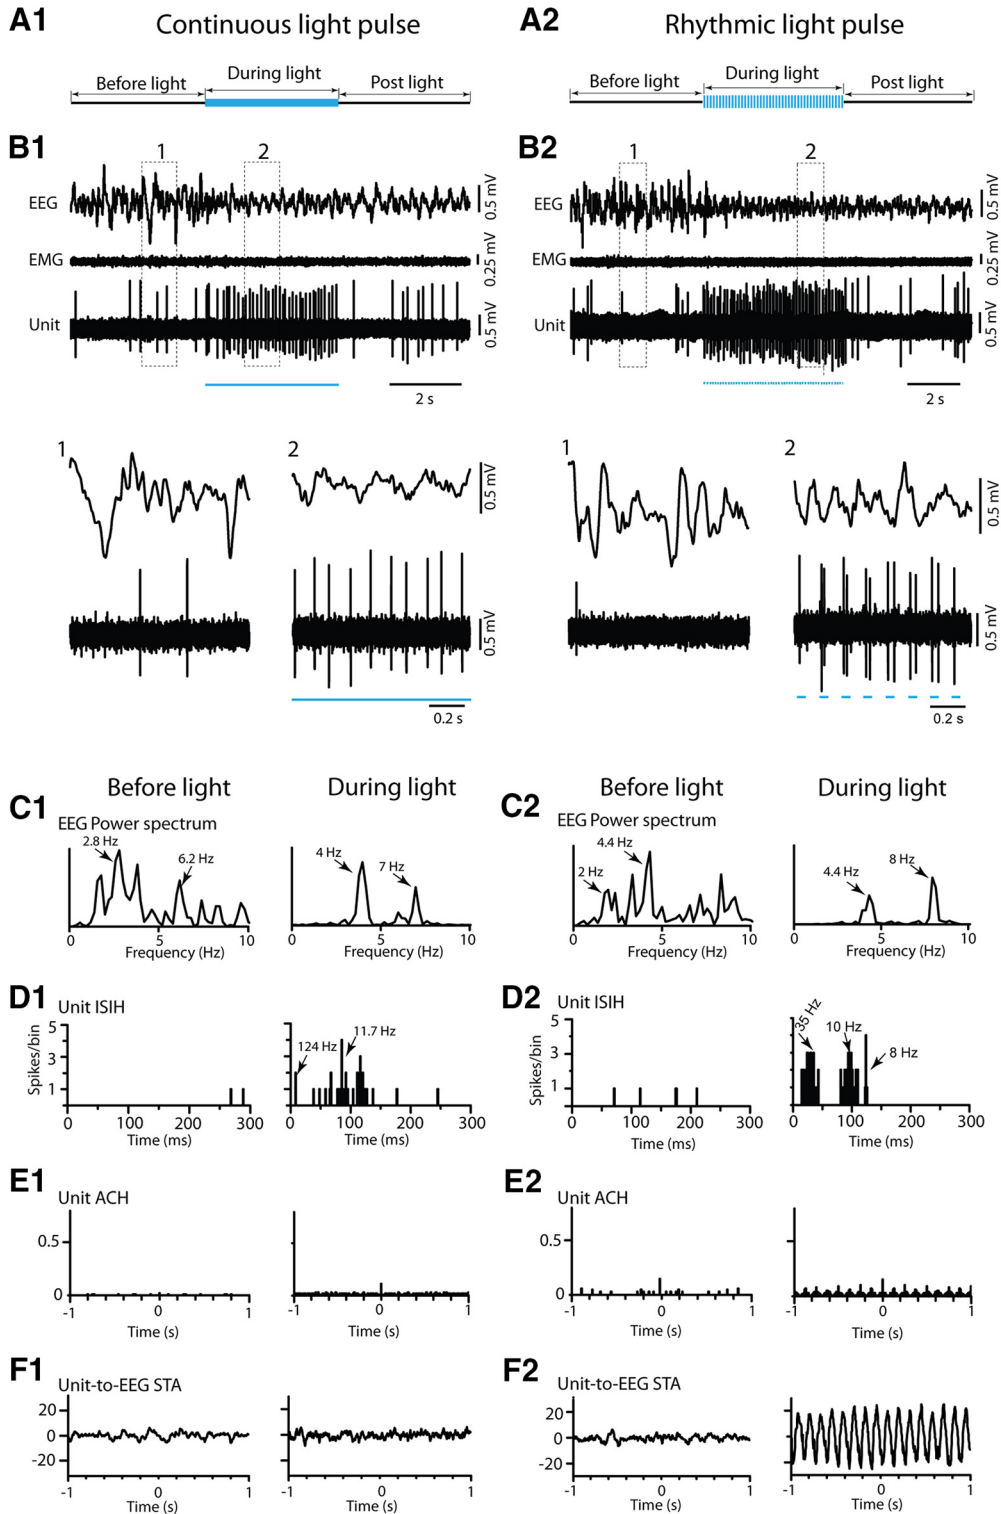 A1 Continuous light pulse
A2 Rhythmic light pulse
Before light During light Post light
Before light During light Post light
B1 1 2
EEG 0.5 mV
EMG 0.25 mV
Unit 0.5 mV
2 s
B2 1 2
EEG 0.5 mV
EMG 0.25 mV
Unit 0.5 mV
2 s
1 2
0.5 mV
0.5 mV
0.2 s
1 2
0.5 mV
0.5 mV
0.2 s
Before light During light
Before light During light
C1 EEG Power spectrum
2.8 Hz 6.2 Hz
4 Hz 7 Hz
0 5 10 0 5 10
Frequency (Hz) Frequency (Hz)
C2 EEG Power spectrum
2 Hz 4.4 Hz
4.4 Hz 8 Hz
0 5 10 0 5 10
Frequency (Hz) Frequency (Hz)
D1 Unit ISIH
Spikes/bin
5
3
1
124 Hz 11.7 Hz
0 100 200 300 0 100 200 300
Time (ms) Time (ms)
D2 Unit ISIH
Spikes/bin
5
3
1
35 Hz 10 Hz 8 Hz
0 100 200 300 0 100 200 300
Time (ms) Time (ms)
E1 Unit ACH
0.5
0
-1 0 1 -1 0 1
Time (s) Time (s)
E2 Unit ACH
0.5
0
-1 0 1 -1 0 1
Time (s) Time (s)
F1 Unit-to-EEG STA
20
0
-20
-1 0 1 -1 0 1
Time (s) Time (s)
F2 Unit-to-EEG STA
20
0
-20
-1 0 1 -1 0 1
Time (s) Time (s)